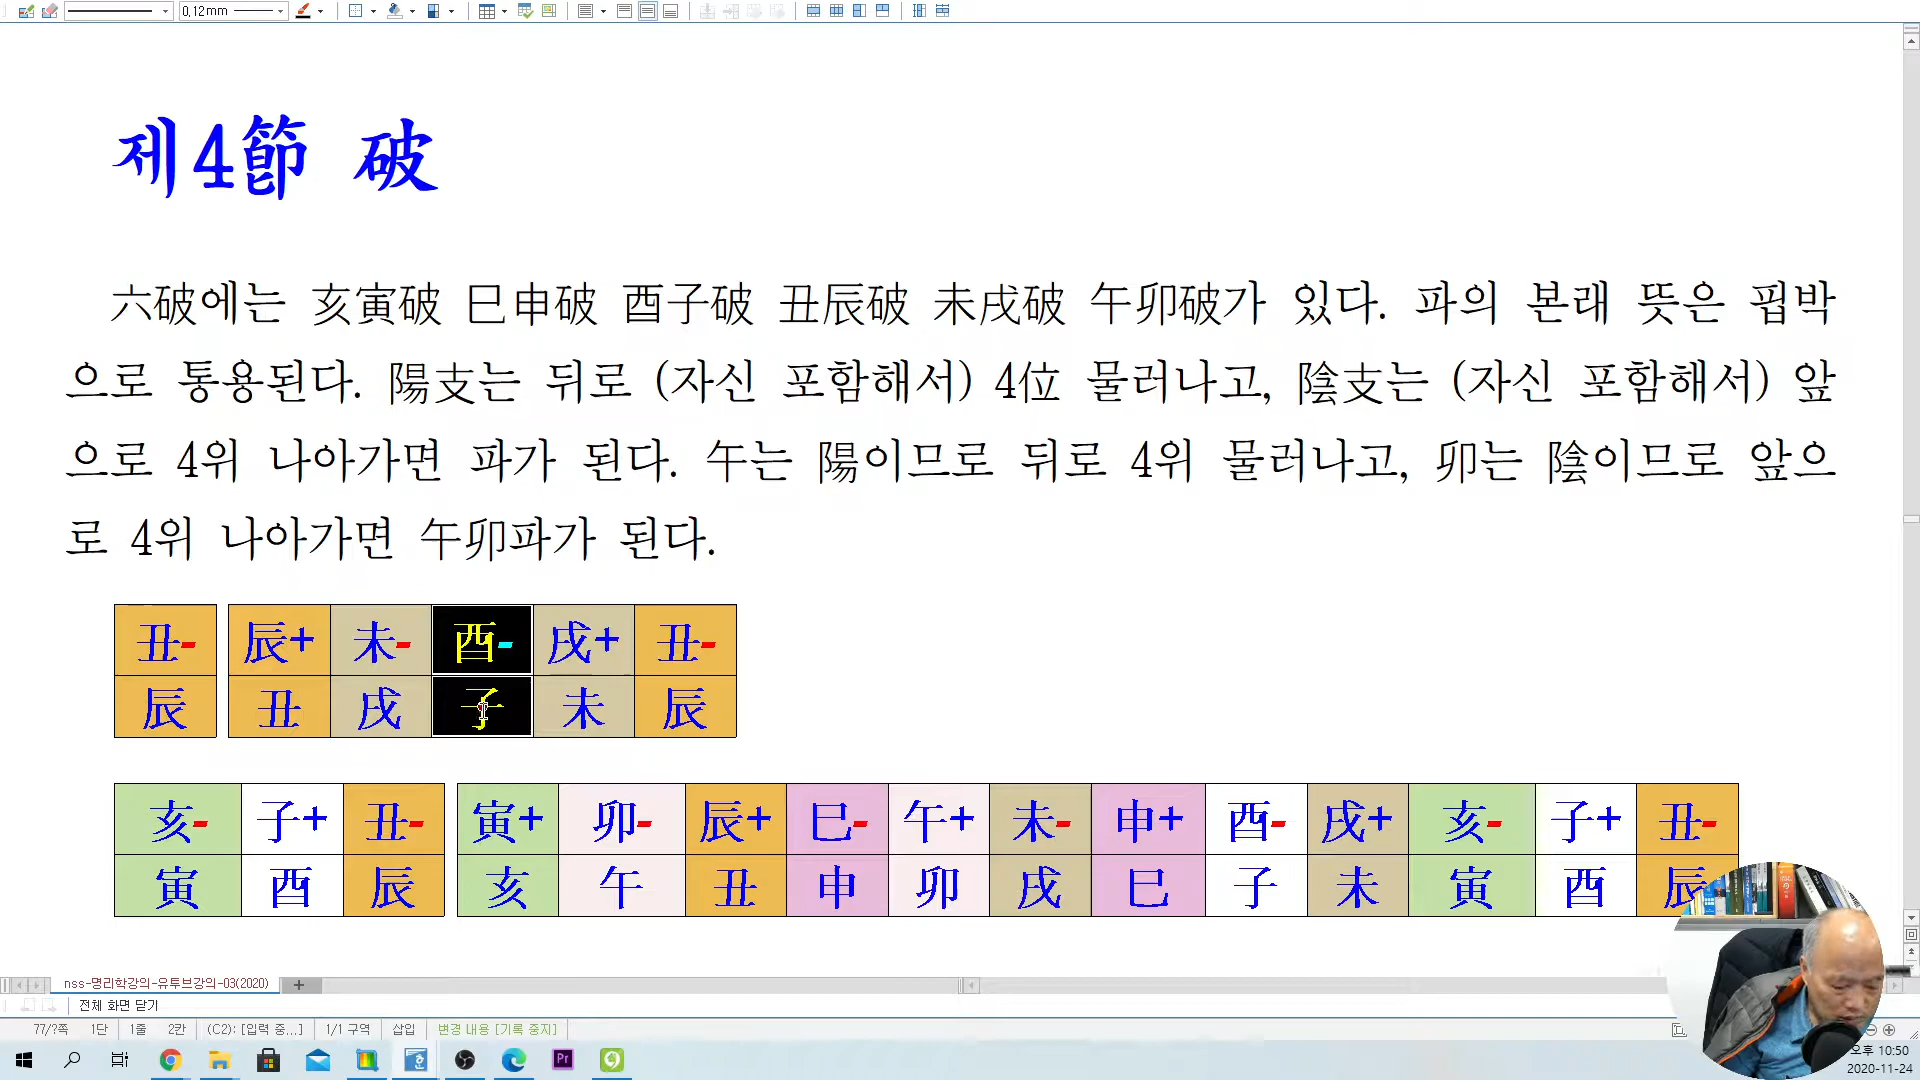 0,12mm
제4節 破
六破에는 亥寅破 巳申破 酉子破 丑辰破 未戌破 午卯破가 있다. 파의 본래 뜻은 핍박
으로 통용된다. 陽支는 뒤로 (자신 포함해서) 4位 물러나고, 陰支는 (자신 포함해서) 앞
으로 4위 나아가면 파가 된다. 午는 陽이므로 뒤로 4위 물러나고, 卯는 陰이므로 앞으
로 4위 나아가면 午卯파가 된다.
丑- 辰+ 未- 酉- 戌+ 丑-
辰 丑 戌 子 未 辰
亥- 子+ 丑- 寅+ 卯- 辰+ 巳- 午+ 未- 申+ 酉- 戌+ 亥- 子+ 丑-
寅 酉 辰 亥 午 丑 申 卯 戌 巳 子 未 寅 酉 辰
nss-명리학강의-유투브강의-03(2020)
전체 화면 닫기
77/?쪽 1단 1줄 2칸 (C2): [입력 중...] 1/1 구역 삽입 변경 내용 [기록 중지]
Pr
오후 10:50
2020-11-24